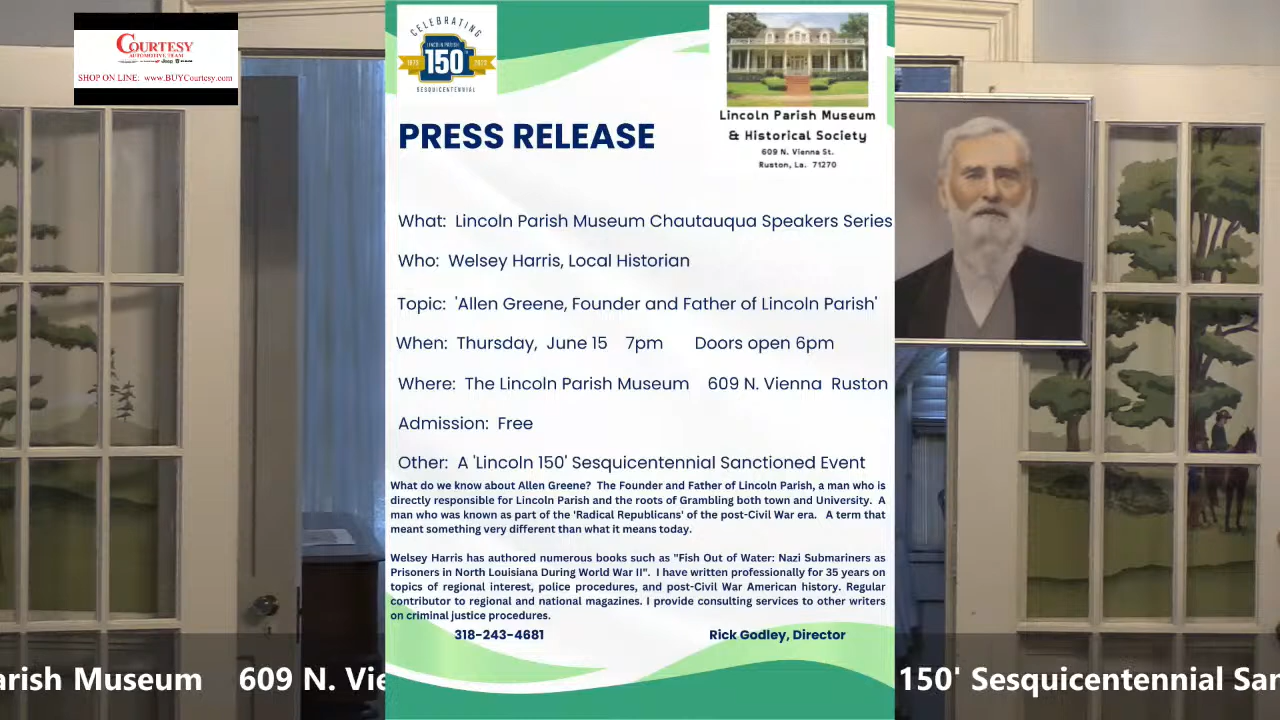 COURTESY
AUTOMOTIVE TEAM
SHOP ON LINE: www.BUYCourtesy.com
CELEBRATING
LINCOLN PARISH
150
1873 2023
SESQUICENTENNIAL
Lincoln Parish Museum
& Historical Society
609 N. Vienna St.
Ruston, La. 71270
PRESS RELEASE
What: Lincoln Parish Museum Chautauqua Speakers Series
Who: Welsey Harris, Local Historian
Topic: 'Allen Greene, Founder and Father of Lincoln Parish'
When: Thursday, June 15 7pm Doors open 6pm
Where: The Lincoln Parish Museum 609 N. Vienna Ruston
Admission: Free
Other: A 'Lincoln 150' Sesquicentennial Sanctioned Event
What do we know about Allen Greene? The Founder and Father of Lincoln Parish, a man who is
directly responsible for Lincoln Parish and the roots of Grambling both town and University. A
man who was known as part of the 'Radical Republicans' of the post-Civil War era. A term that
meant something very different than what it means today.
Welsey Harris has authored numerous books such as "Fish Out of Water: Nazi Submariners as
Prisoners in North Louisiana During World War II". I have written professionally for 35 years on
topics of regional interest, police procedures, and post-Civil War American history. Regular
contributor to regional and national magazines. I provide consulting services to other writers
on criminal justice procedures.
318-243-4681 Rick Godley, Director
arish Museum 609 N. Vie 150' Sesquicentennial San